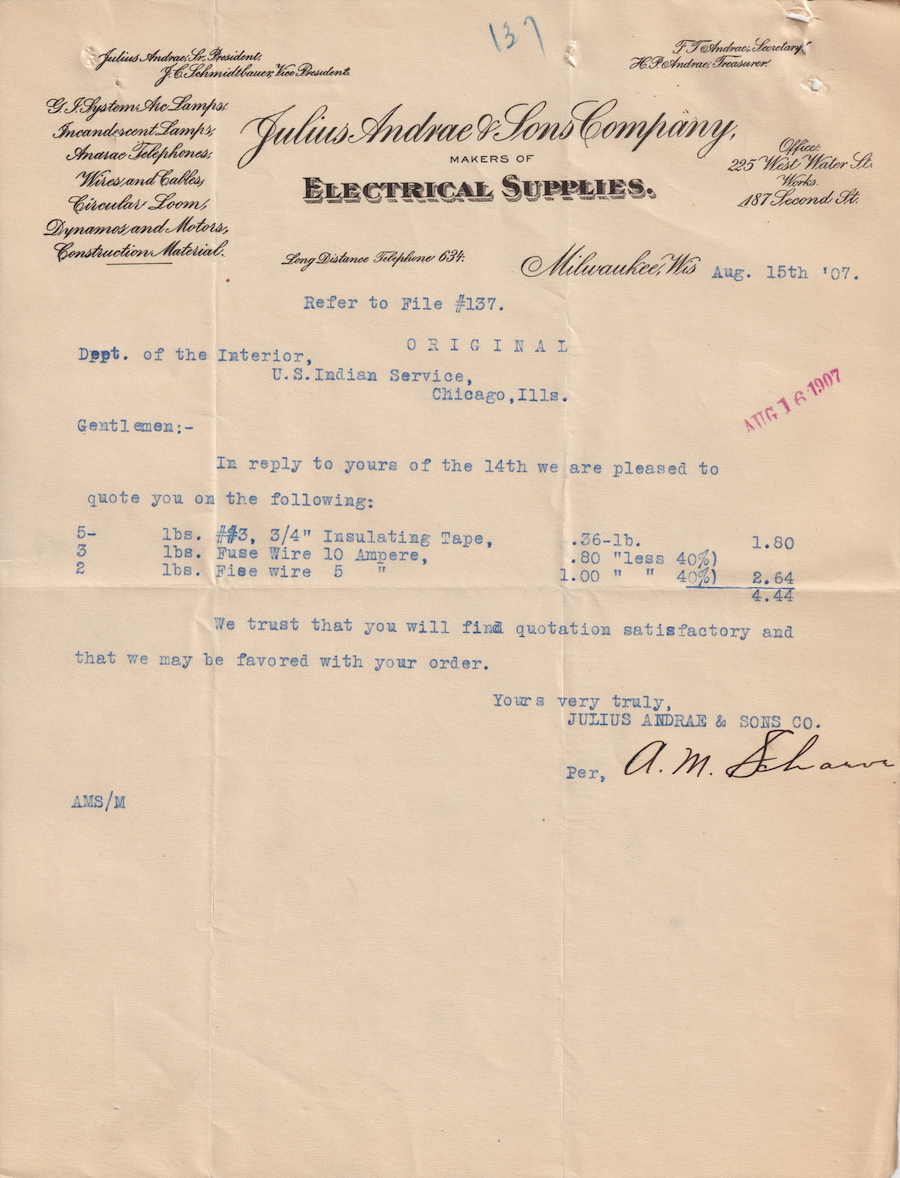 137
Julius Andrae, Sr. President.
J. C. Schmidtbauer, Vice President.
F. T. Andrae, Secretary.
H. P. Andrae, Treasurer.
G I. System Arc Lamps,
Incandescent Lamps,
Andrae Telephones,
Wires, and Cables,
Circular Loom,
Dynamos, and Motors,
Construction Material.
Julius Andrae & Sons Company,
MAKERS OF
ELECTRICAL SUPPLIES.
Office:
225 West Water St.
Works.
487 Second St.
Long Distance Telephone 634.
Milwaukee, Wis Aug. 15th '07.
Refer to File #137.
ORIGINAL
Dept. of the Interior,
U.S.Indian Service,
Chicago,Ills.
AUG 16 1907
Gentlemen:-
In reply to yours of the 14th we are pleased to
quote you on the following:
5- lbs. ##3, 3/4" Insulating Tape, .36-lb. 1.80
3 lbs. Fuse Wire 10 Ampere, .80 "less 40%)
2 lbs. Fise wire 5 " 1.00 " " 40%) 2.64
4.44
We trust that you will find quotation satisfactory and
that we may be favored with your order.
Yours very truly,
JULIUS ANDRAE & SONS CO.
Per, A. M.
AMS/M